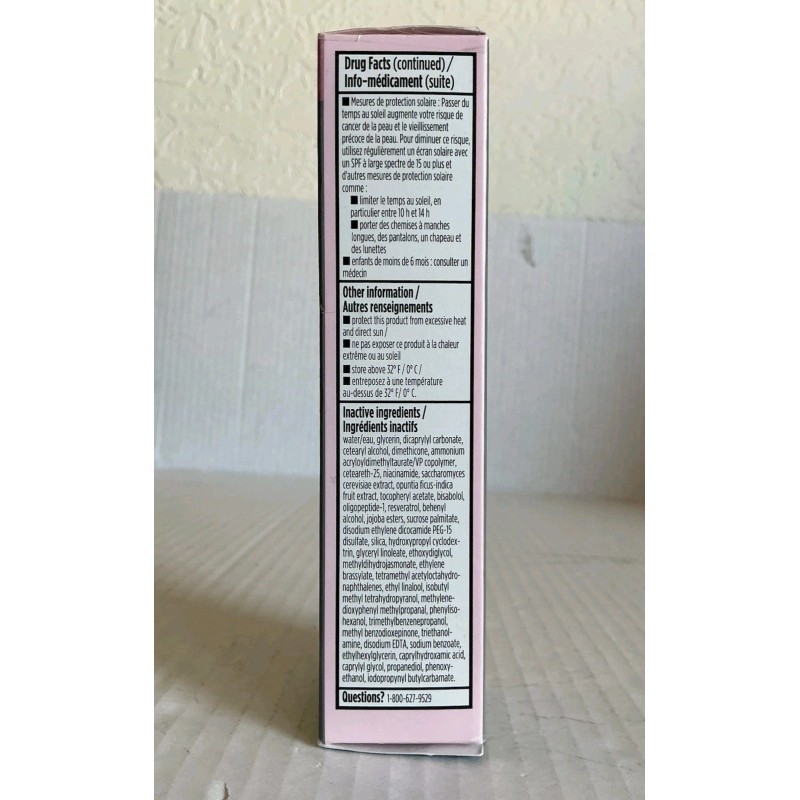 Drug Facts (continued) /
Info-médicament (suite)
■ Mesures de protection solaire : Passer du
temps au soleil augmente votre risque de
cancer de la peau et le vieillissement
précoce de la peau. Pour diminuer ce risque,
utilisez régulièrement un écran solaire avec
un SPF à large spectre de 15 ou plus et
d'autres mesures de protection solaire
comme :
■ limiter le temps au soleil, en
particulier entre 10 h et 14 h
■ porter des chemises à manches
longues, des pantalons, un chapeau et
des lunettes
■ enfants de moins de 6 mois : consulter un
médecin
Other information /
Autres renseignements
■ protect this product from excessive heat
and direct sun /
■ ne pas exposer ce produit à la chaleur
extrême ou au soleil
■ store above 32° F / 0° C /
■ entreposez à une température
au-dessus de 32° F/ 0° C.
Inactive ingredients /
Ingrédients inactifs
water/eau, glycerin, dicaprylyl carbonate,
cetearyl alcohol, dimethicone, ammonium
acryloyldimethyltaurate/VP copolymer,
ceteareth-25, niacinamide, saccharomyces
cerevisiae extract, opuntia ficus-indica
fruit extract, tocopheryl acetate, bisabolol,
oligopeptide-1, resveratrol, behenyl
alcohol, jojoba esters, sucrose palmitate,
disodium ethylene dicocamide PEG-15
disulfate, silica, hydroxypropyl cyclodex-
trin, glyceryl linoleate, ethoxydiglycol,
methyldihydrojasmonate, ethylene
brassylate, tetramethyl acetyloctahydro-
naphthalenes, ethyl linalool, isobutyl
methyl tetrahydropyranol, methylene-
dioxyphenyl methylpropanal, phenyliso-
hexanol, trimethylbenzenepropanol,
methyl benzodioxepinone, triethanol-
amine, disodium EDTA, sodium benzoate,
ethylhexylglycerin, caprylhydroxamic acid,
caprylyl glycol, propanediol, phenoxy-
ethanol, iodopropynyl butylcarbamate.
Questions? 1-800-627-9529